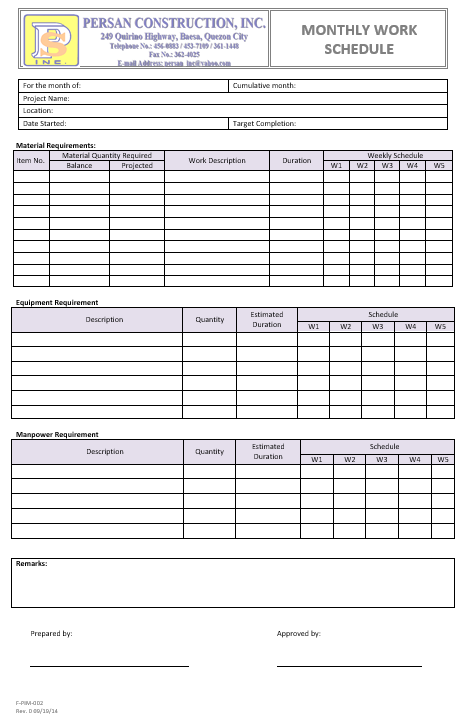 PS
INC.
PERSAN CONSTRUCTION, INC.
249 Quirino Highway, Baesa, Quezon City
Telephone No.: 456-0883 / 453-7109 / 361-1448
Fax No.: 362-4025
E-mail Address: persan_inc@yahoo.com
MONTHLY WORK
SCHEDULE
For the month of: Cumulative month:
Project Name:
Location:
Date Started: Target Completion:
Material Requirements:
Item No. Material Quantity Required Work Description Duration Weekly Schedule
Balance Projected W1 W2 W3 W4 W5
Equipment Requirement
Description Quantity Estimated Duration Schedule
W1 W2 W3 W4 W5
Manpower Requirement
Description Quantity Estimated Duration Schedule
W1 W2 W3 W4 W5
Remarks:
Prepared by: Approved by:
F-PIM-002
Rev. 0 09/19/14